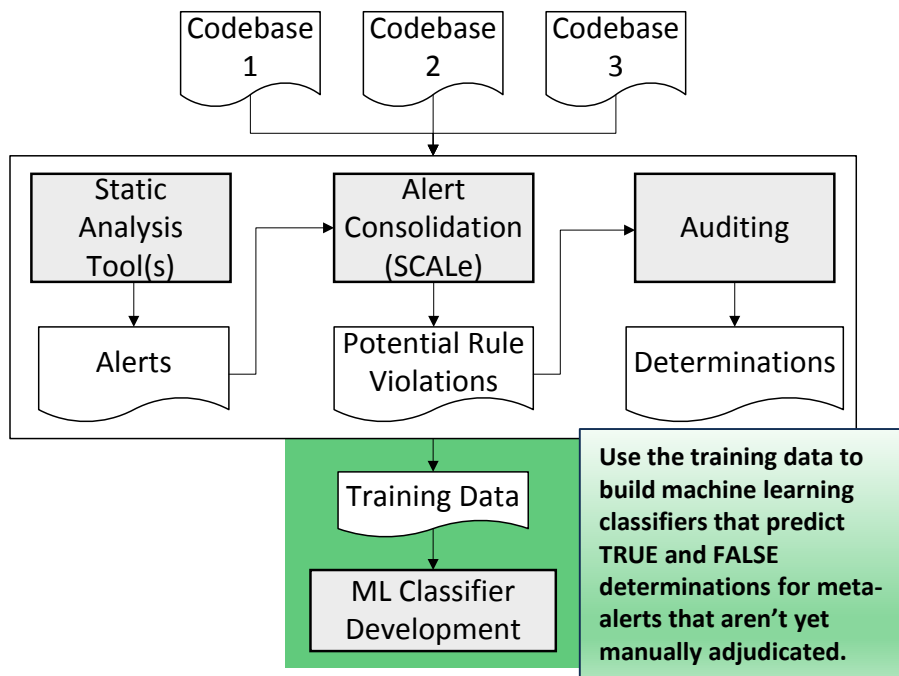 Codebase
1
Codebase
2
Codebase
3
Static
Analysis
Tool(s)
Alert
Consolidation
(SCALe)
Auditing
Alerts
Potential Rule
Violations
Determinations
Training Data
ML Classifier
Development
Use the training data to
build machine learning
classifiers that predict
TRUE and FALSE
determinations for meta-
alerts that aren’t yet
manually adjudicated.